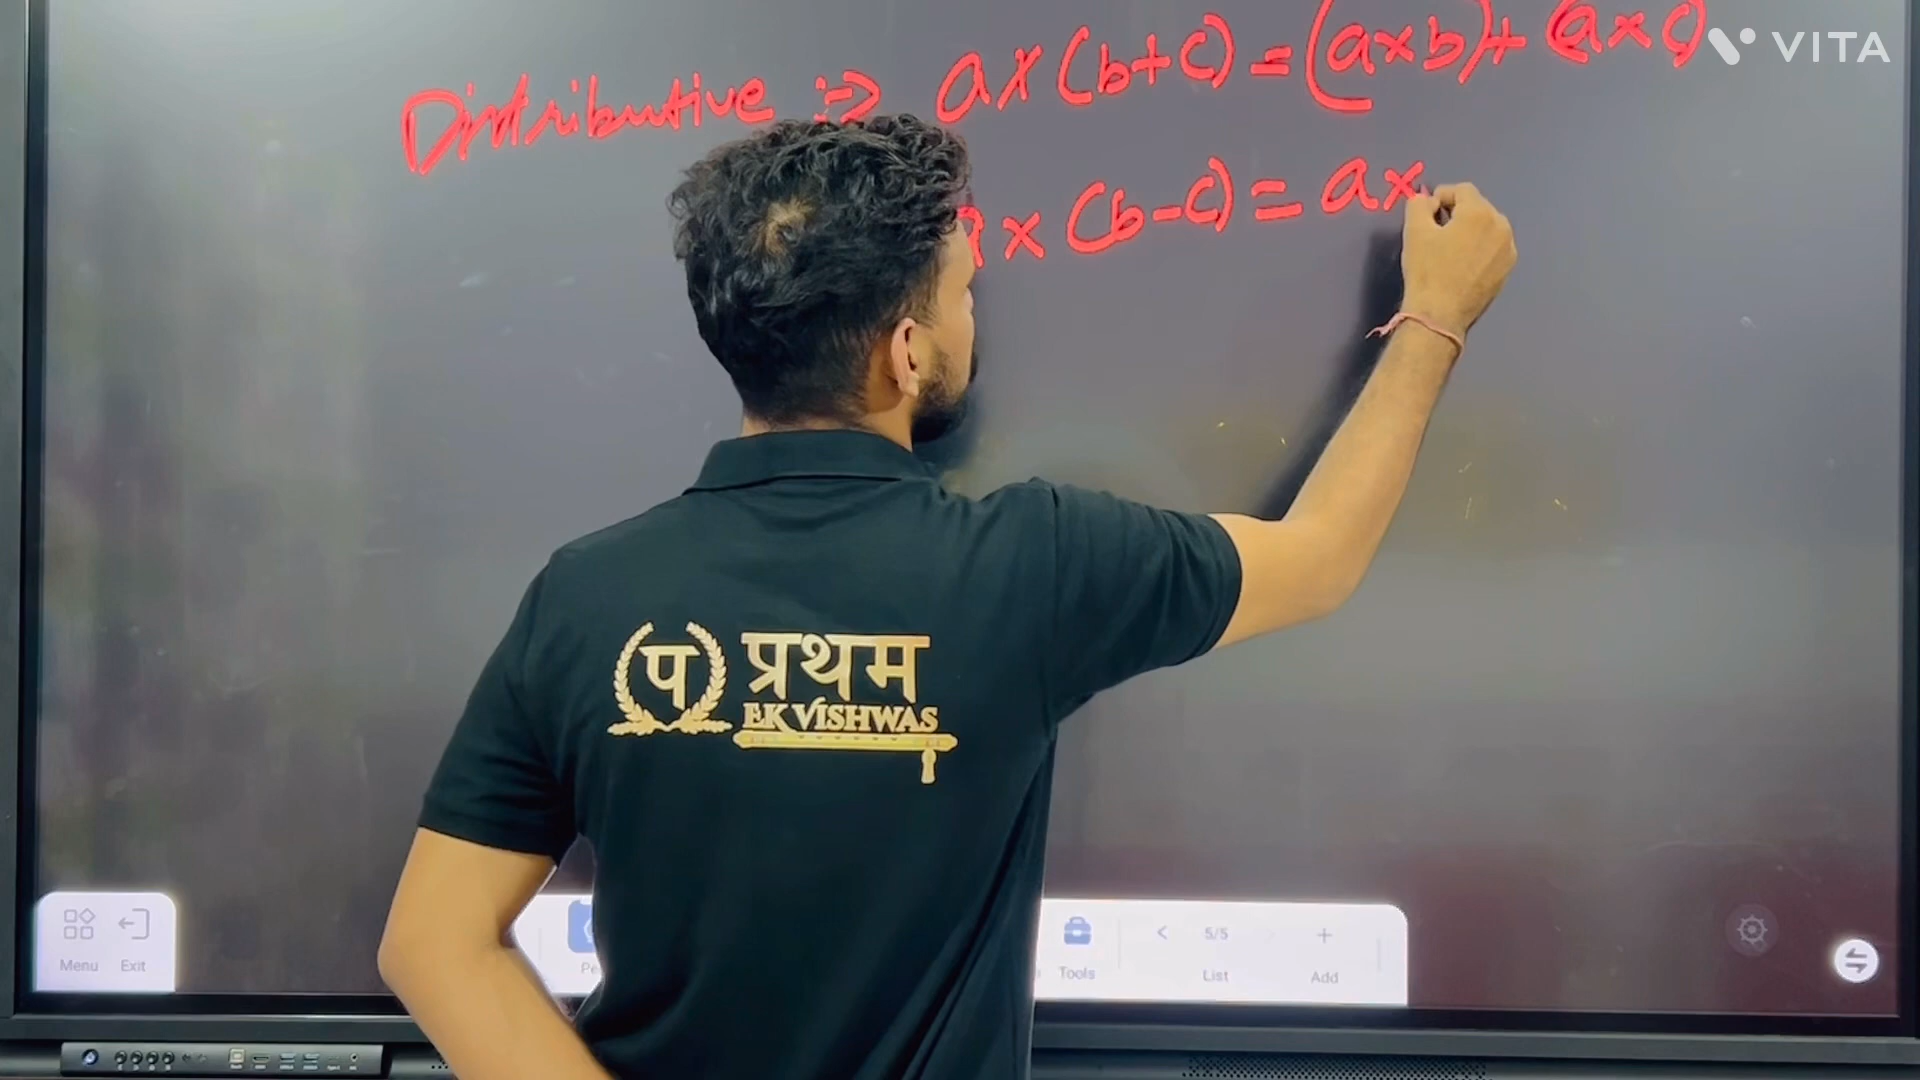 Distributive :-> a × (b+c) = (a×b) + (a×c)
a × (b-c) = a×
VITA
प प्रथम
EK VISHWAS
Menu Exit Tools < 5/5 List + Add